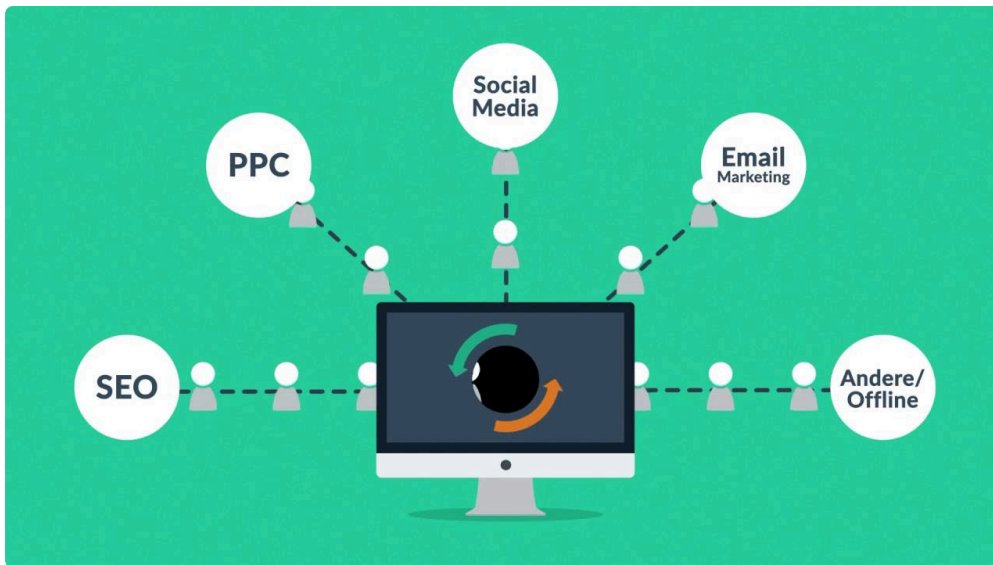 Social
Media
PPC
Email
Marketing
SEO
Andere/
Offline